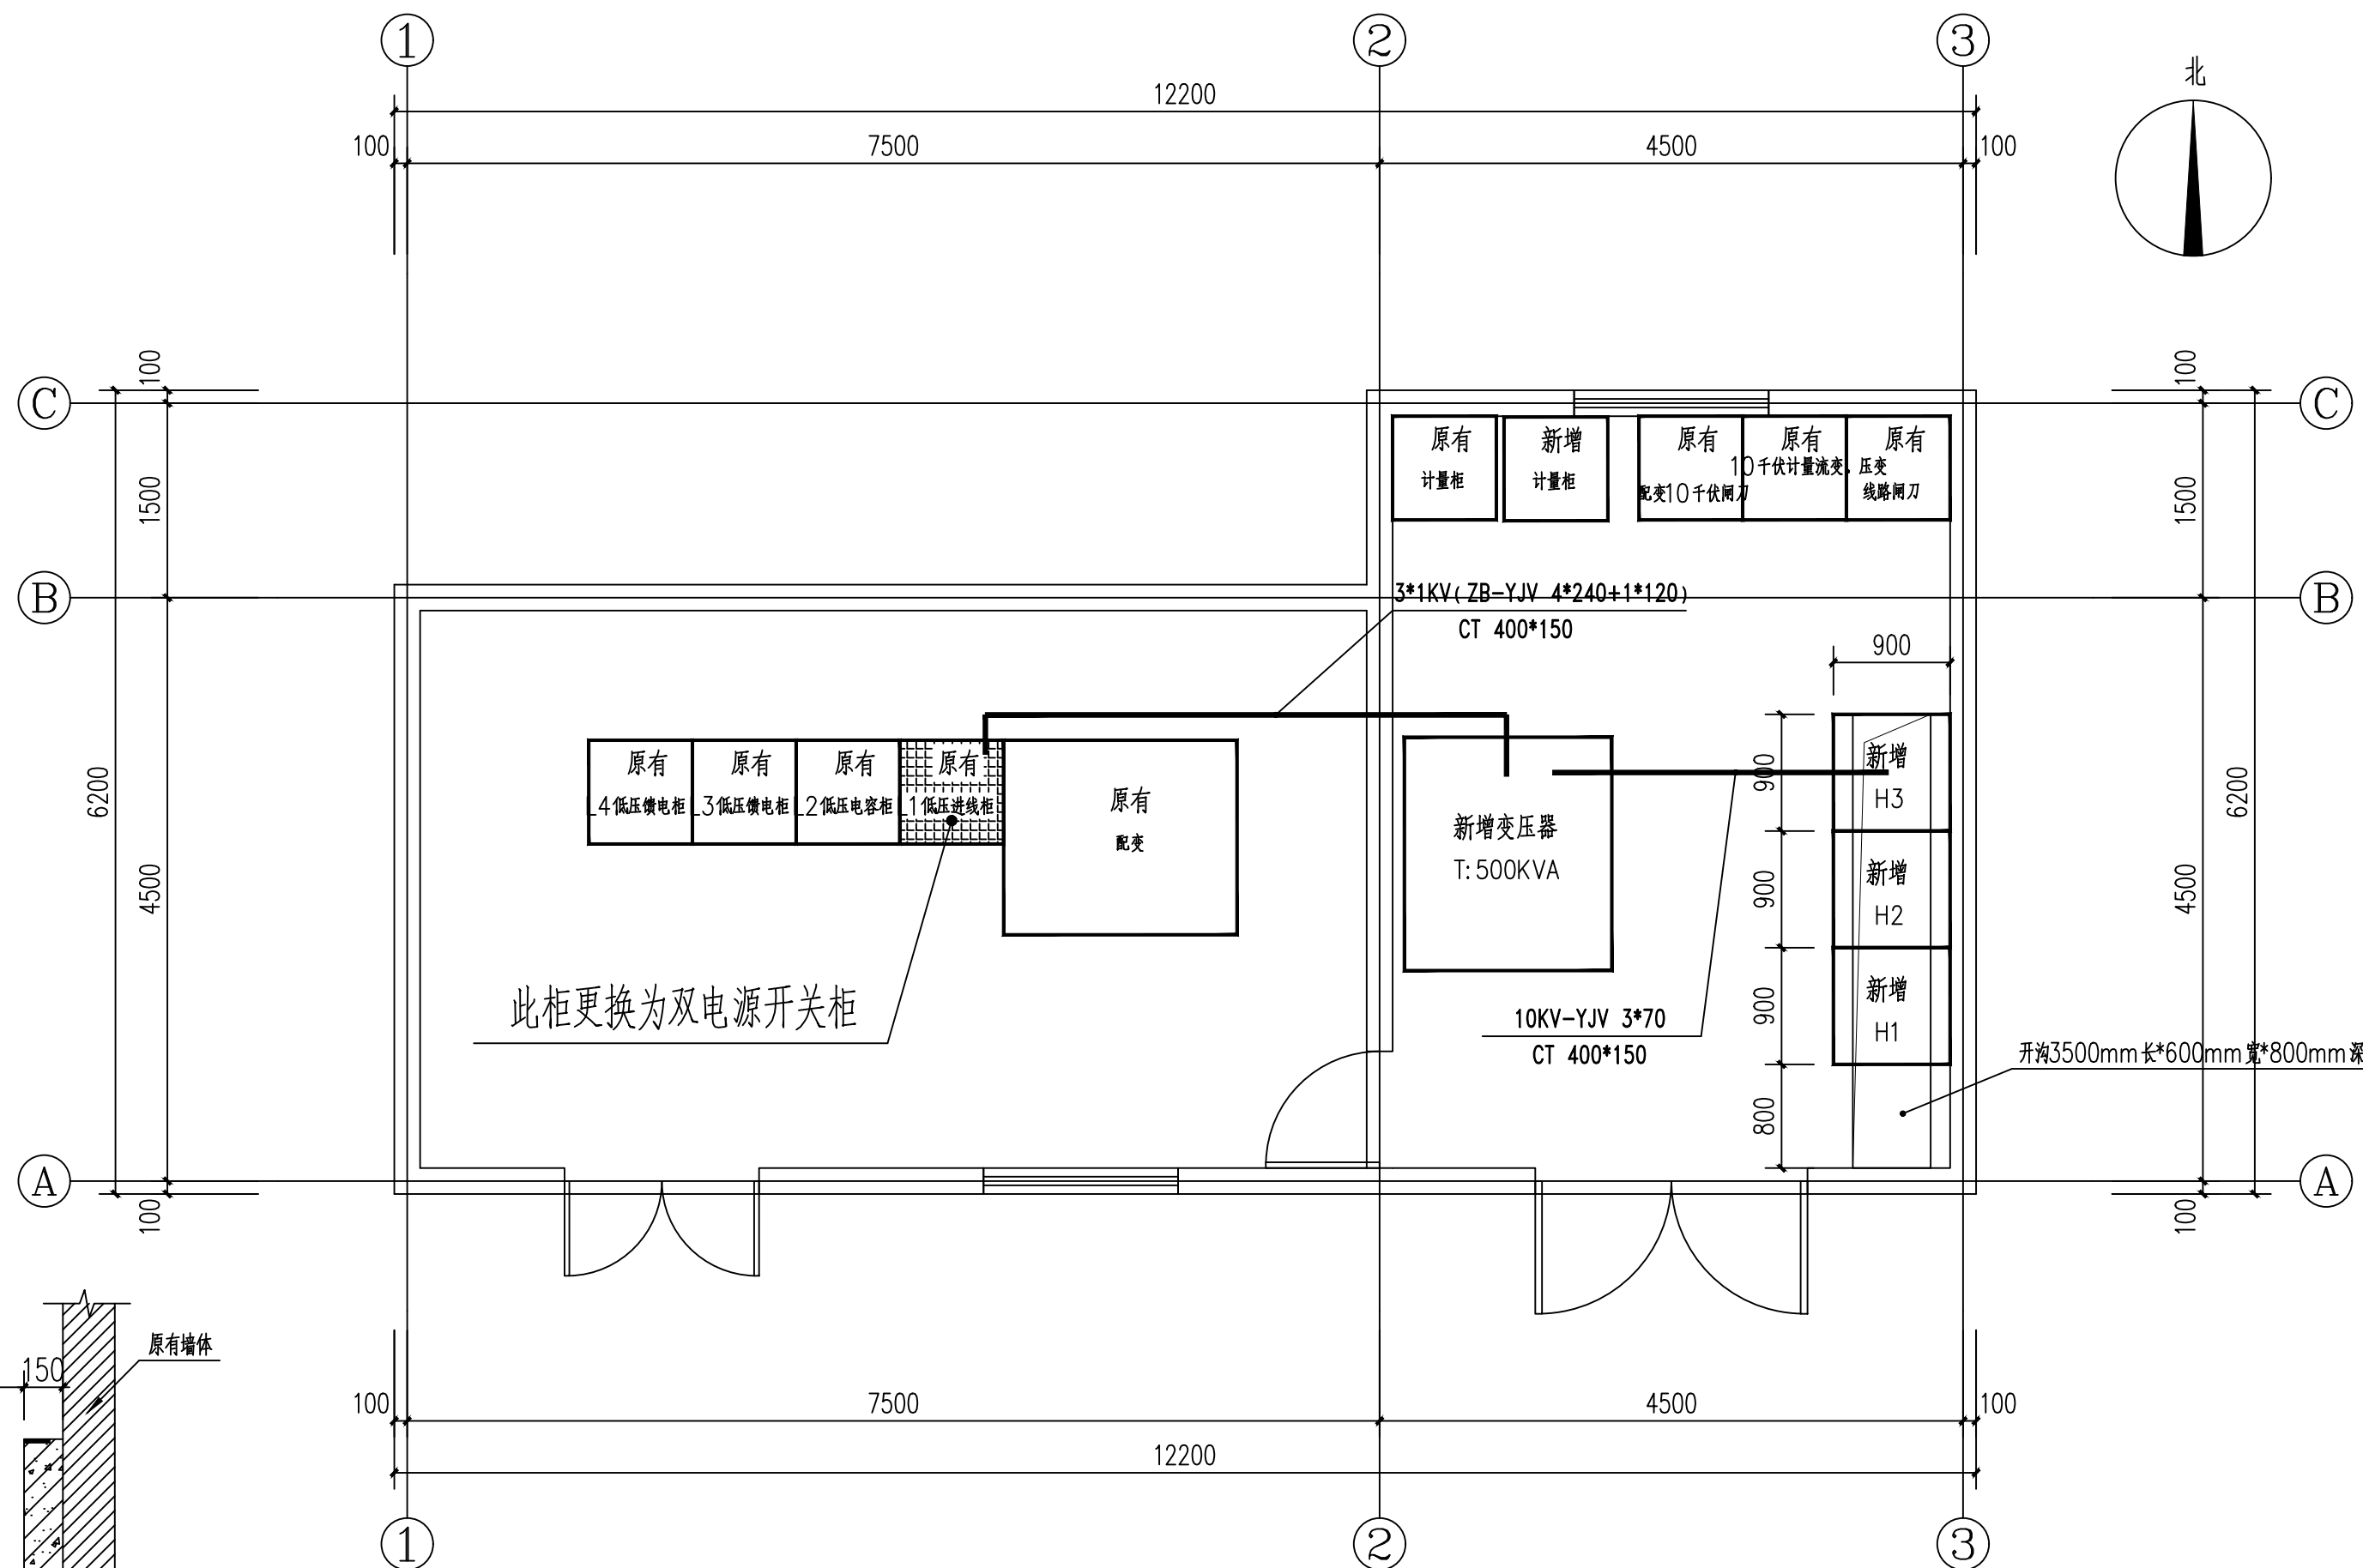 1
2
3
北
12200
100
7500
4500
100
100
100
C
C
原有
计量柜
新增
计量柜
原有
配变10千伏闸刀
原有
10千伏计量流变、压变
原有
线路闸刀
1500
1500
B
B
3*1KV(ZB-YJV 4*240+1*120)
CT 400*150
900
6200
4500
原有
L4低压馈电柜
原有
L3低压馈电柜
原有
L2低压电容柜
原有
L1低压进线柜
原有
配变
新增变压器
T:500KVA
900
新增
H3
900
新增
H2
900
新增
H1
800
4500
6200
此柜更换为双电源开关柜
10KV-YJV 3*70
CT 400*150
开沟3500mm长*600mm宽*800mm深
A
A
100
100
原有墙体
150
100
7500
4500
100
12200
1
2
3